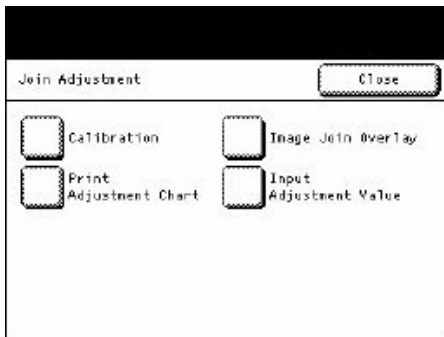 Join Adjustment
Close
Calibration
Image Join Overlay
Print
Adjustment Chart
Input
Adjustment Value